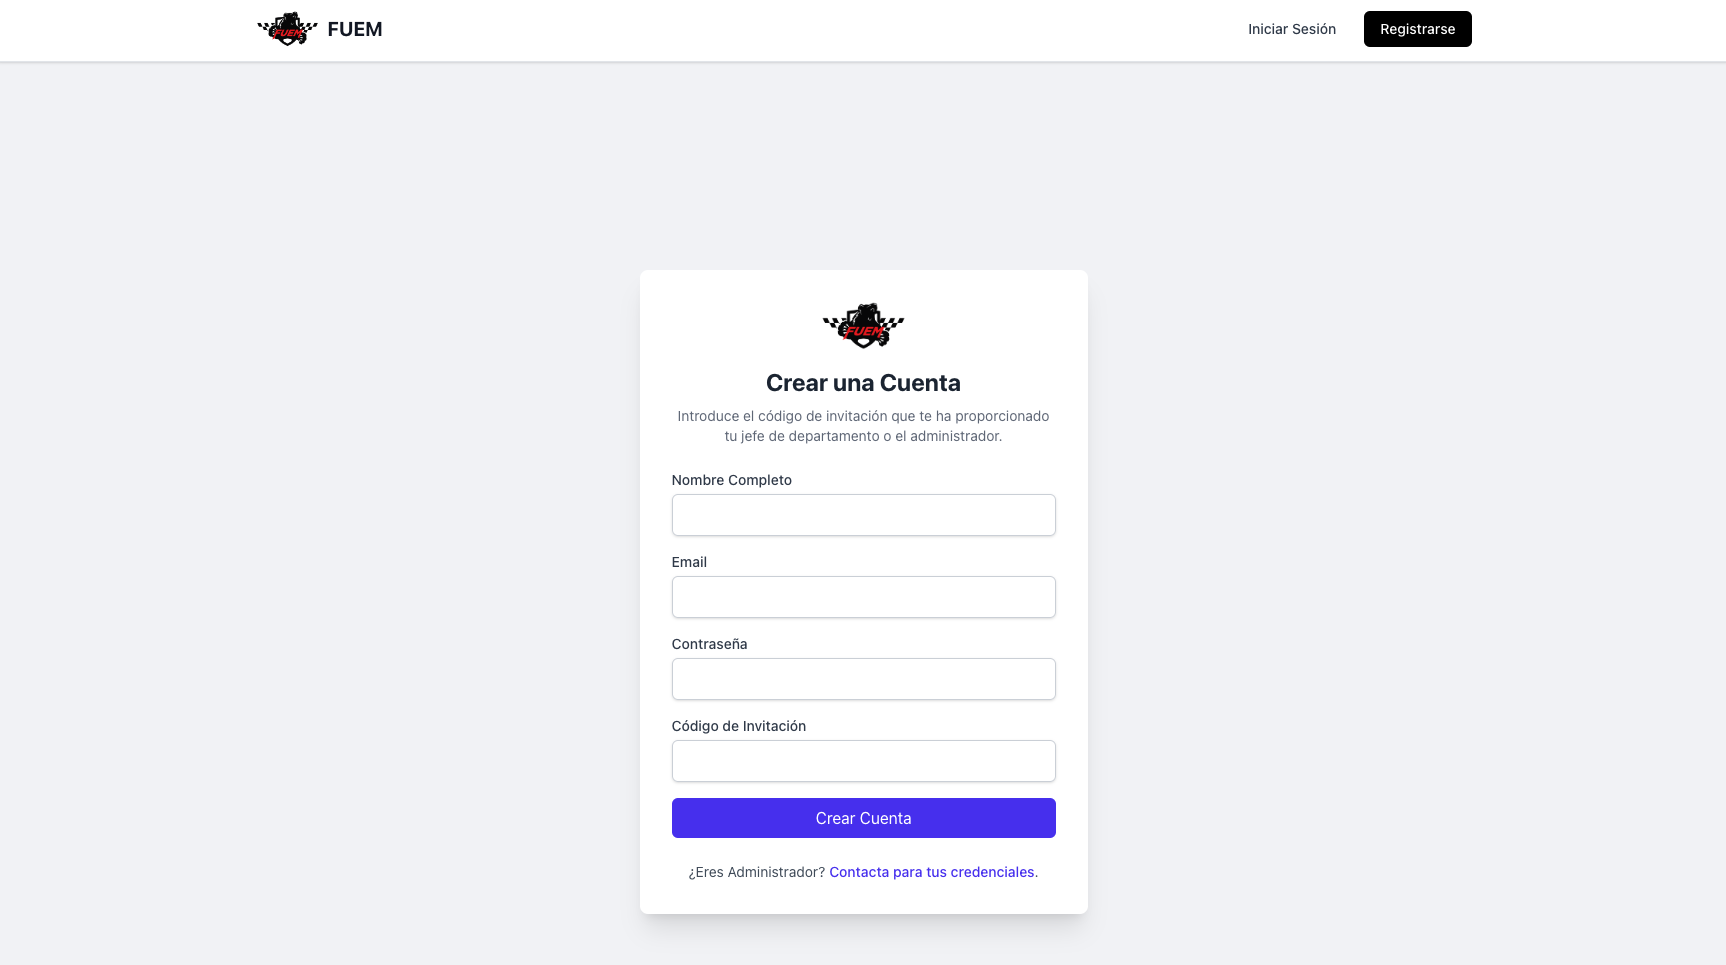 FUEM
FUEM
Iniciar Sesión
Registrarse
FUEM
Crear una Cuenta
Introduce el código de invitación que te ha proporcionado
tu jefe de departamento o el administrador.
Nombre Completo
Email
Contraseña
Código de Invitación
Crear Cuenta
¿Eres Administrador? Contacta para tus credenciales.